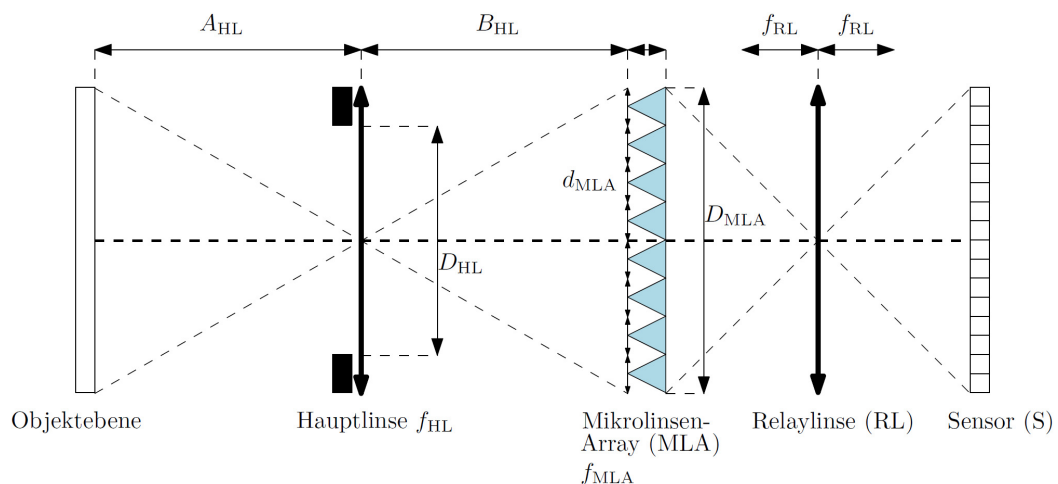 A_HL B_HL f_RL f_RL
d_MLA
D_MLA
D_HL
Objektebene Hauptlinse f_HL Mikrolinsen- Relaylinse (RL) Sensor (S)
Array (MLA)
f_MLA